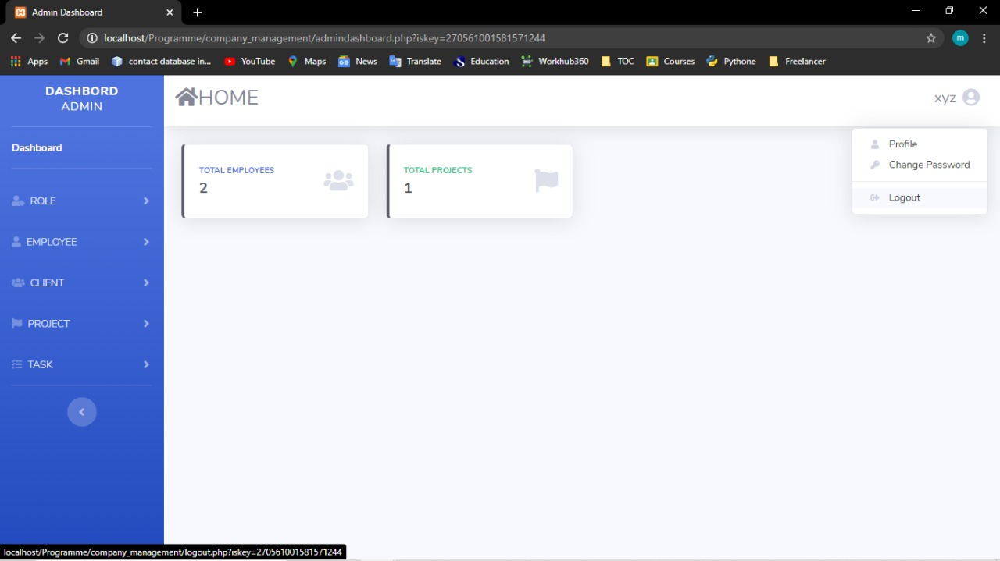 Admin Dashboard
localhost/Programme/company_management/admindashboard.php?iskey=270561001581571244
m
Apps Gmail contact database in... YouTube Maps GB News Translate S Education 360° Workhub360 TOC Courses Pythone Freelancer
DASHBORD
ADMIN
HOME
xyz
Dashboard
Profile
Change Password
Logout
TOTAL EMPLOYEES
2
TOTAL PROJECTS
1
ROLE
EMPLOYEE
CLIENT
PROJECT
TASK
localhost/Programme/company_management/logout.php?iskey=270561001581571244